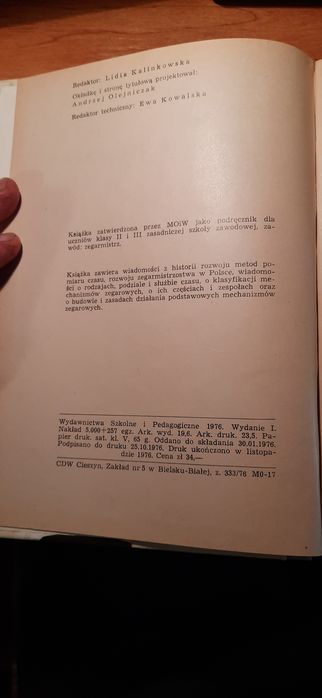 Redaktor: Lidia Kalinkowska
Okładkę i stronę tytułową projektował:
Andrzej Olejniczak
Redaktor techniczny: Ewa Kowalska
Książka zatwierdzona przez MOiW jako podręcznik dla
uczniów klasy II i III zasadniczej szkoły zawodowej, za-
wód: zegarmistrz.
Książka zawiera wiadomości z historii rozwoju metod po-
miaru czasu, rozwoju zegarmistrzostwa w Polsce, wiadomo-
ści o rodzajach, podziale i służbie czasu, o klasyfikacji me-
chanizmów zegarowych, o ich częściach i zespołach oraz
o budowie i zasadach działania podstawowych mechanizmów
zegarowych.
Wydawnictwa Szkolne i Pedagogiczne 1976. Wydanie I.
Nakład 5.000+257 egz. Ark. wyd. 19,6. Ark. druk. 23,5. Pa-
pier druk. sat. kl. V, 65 g. Oddano do składania 30.01.1976.
Podpisano do druku 25.10.1976. Druk ukończono w listopa-
dzie 1976. Cena zł 34,—
CDW Cieszyn, Zakład nr 5 w Bielsku-Białej, z. 333/76 M0-17